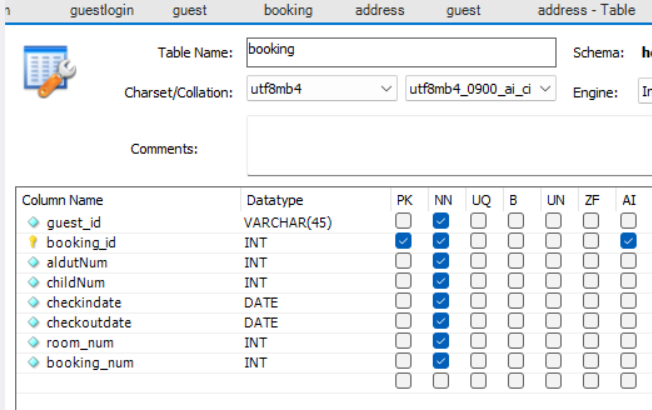 guestlogin guest booking address guest address - Table
Table Name: booking Schema:
Charset/Collation: utf8mb4 utf8mb4_0900_ai_ci Engine:
Comments:
Column Name Datatype PK NN UQ B UN ZF AI
guest_id VARCHAR(45)
booking_id INT
aldutNum INT
childNum INT
checkindate DATE
checkoutdate DATE
room_num INT
booking_num INT